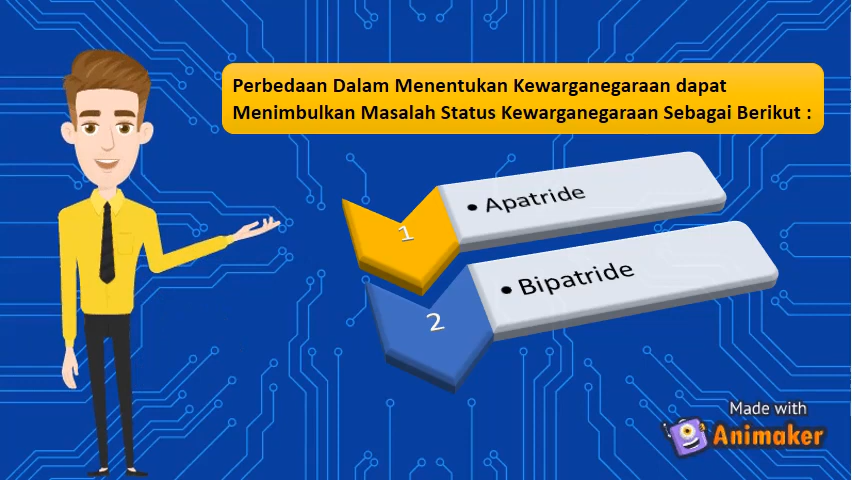 Perbedaan Dalam Menentukan Kewarganegaraan dapat
Menimbulkan Masalah Status Kewarganegaraan Sebagai Berikut :
1
• Apatride
2
• Bipatride
Made with
Animaker